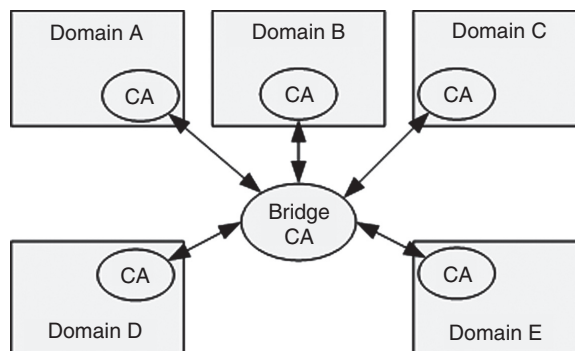 Domain A
CA
Domain B
CA
Domain C
CA
Bridge
CA
CA
Domain D
CA
Domain E